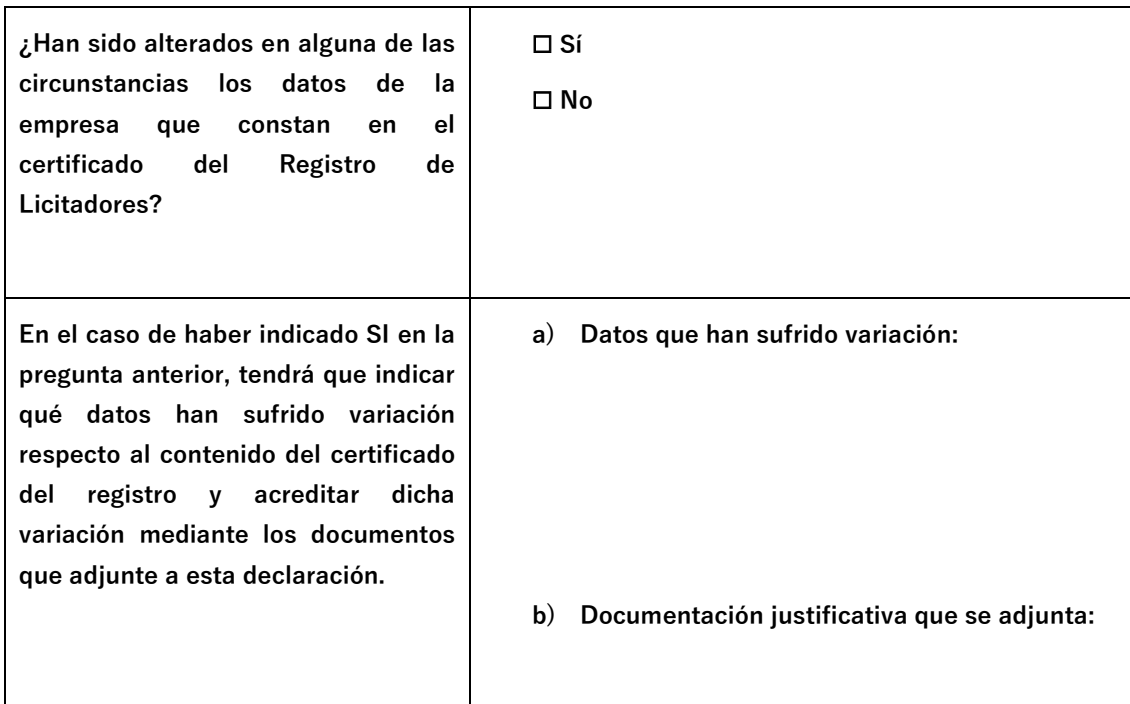 ¿Han sido alterados en alguna de las
circunstancias los datos de la
empresa que constan en el
certificado del Registro de
Licitadores?
☐ Sí
☐ No
En el caso de haber indicado SI en la
pregunta anterior, tendrá que indicar
qué datos han sufrido variación
respecto al contenido del certificado
del registro y acreditar dicha
variación mediante los documentos
que adjunte a esta declaración.
a) Datos que han sufrido variación:
b) Documentación justificativa que se adjunta: